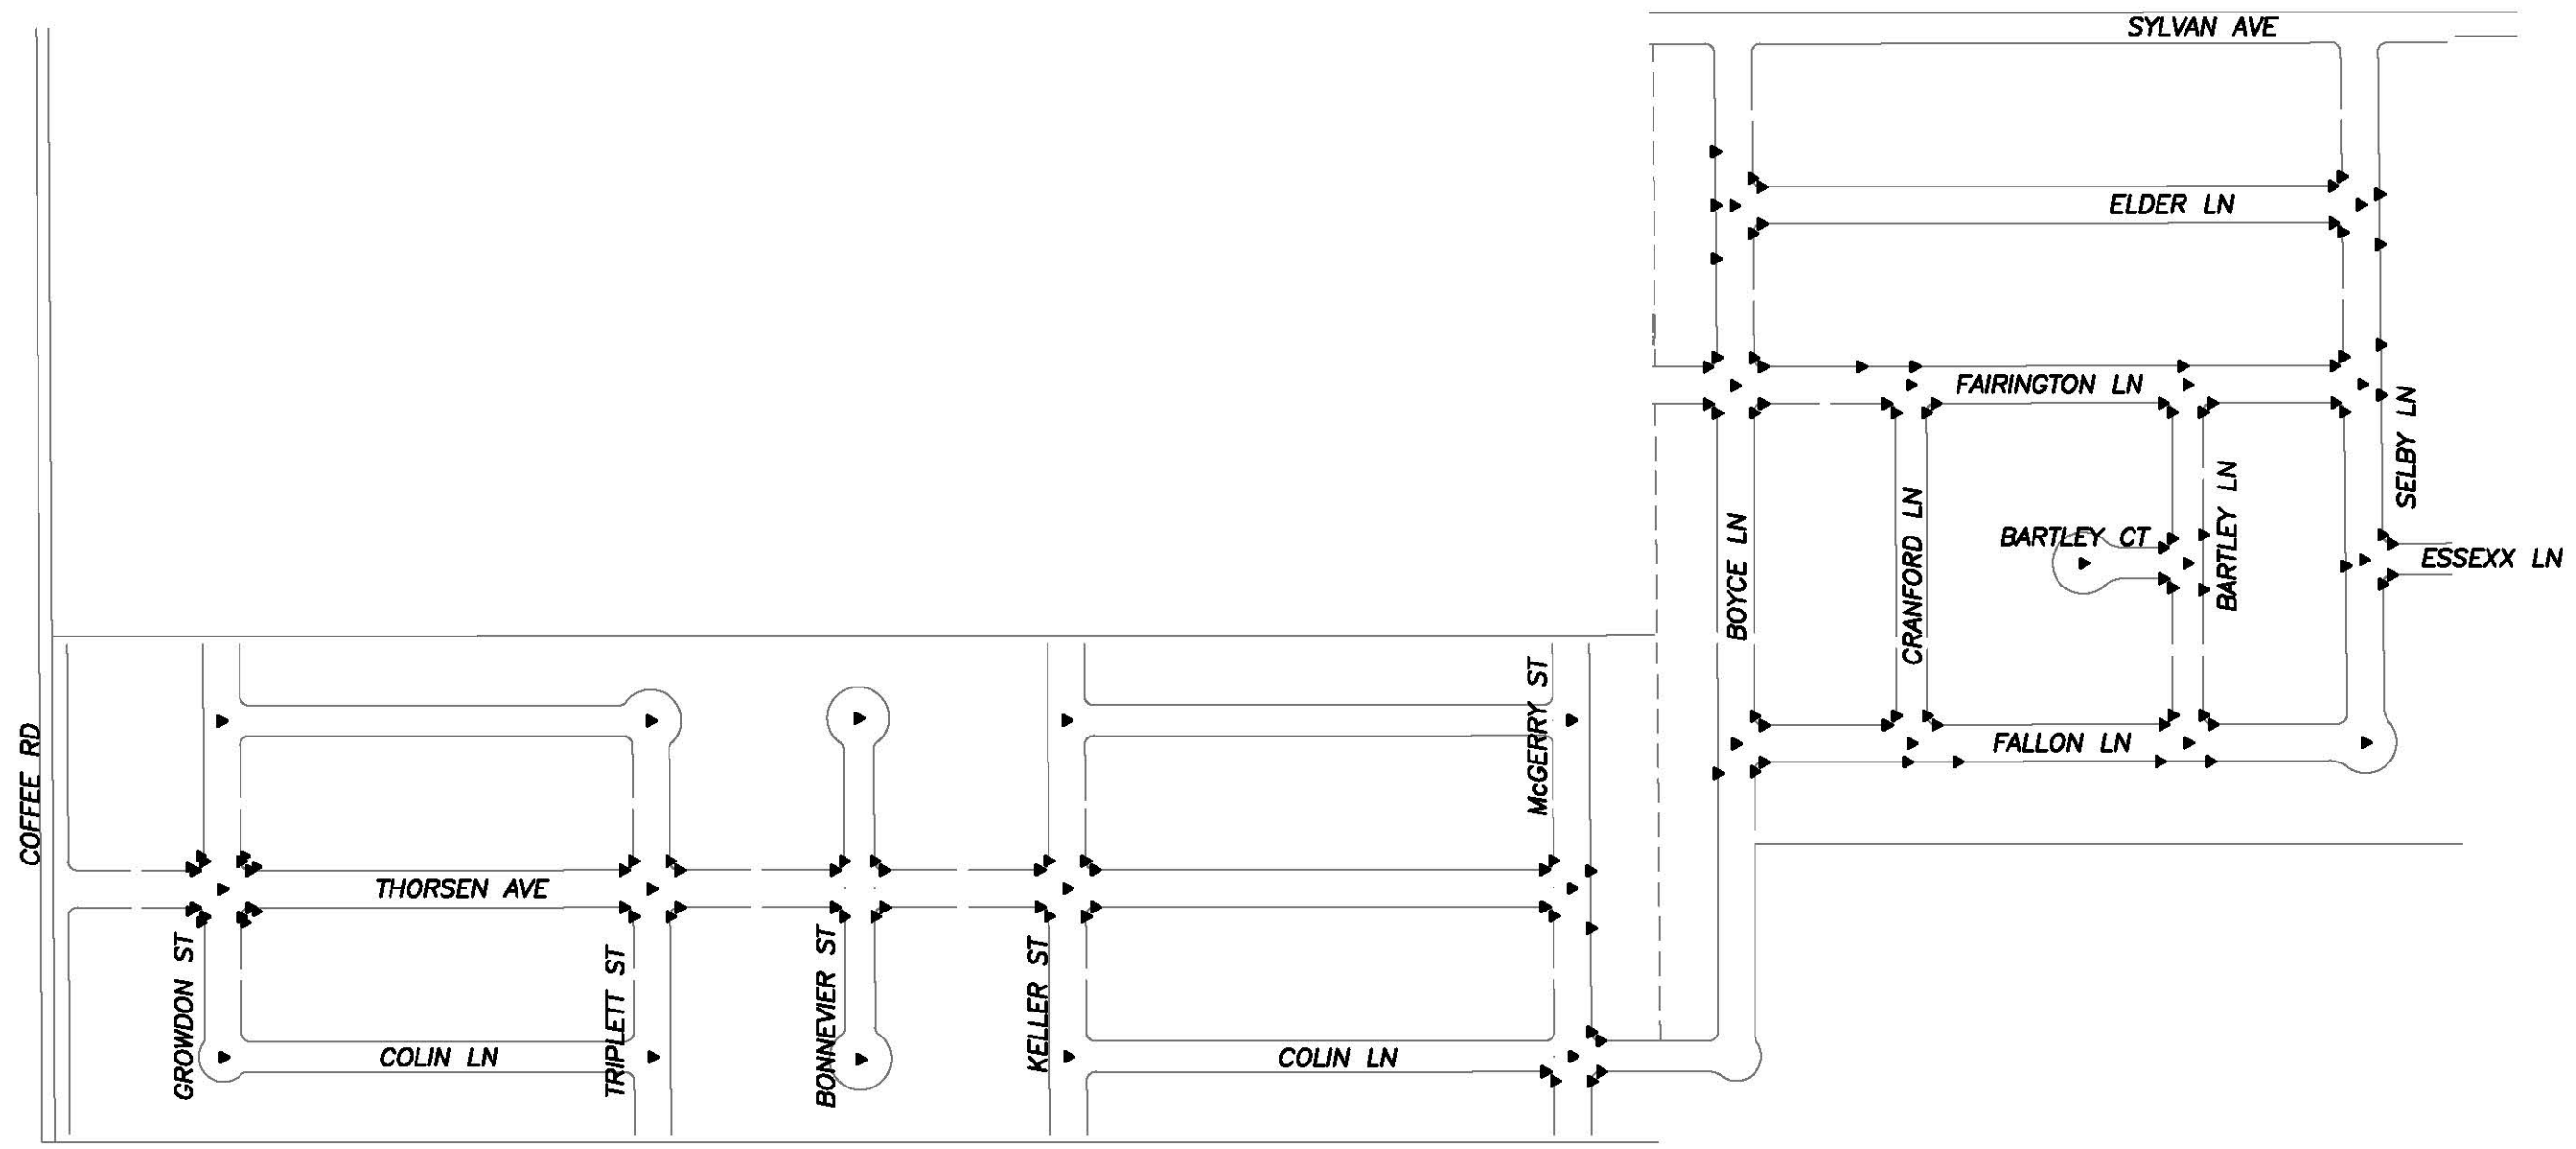 SYLVAN AVE
ELDER LN
FAIRINGTON LN
SELBY LN
BARTLEY LN
CRANFORD LN
BOYCE LN
BARTLEY CT
ESSEXX LN
McGERRY ST
FALLON LN
COFFEE RD
THORSEN AVE
GROWDON ST
TRIPLETT ST
BONNEVIER ST
KELLER ST
COLIN LN
COLIN LN